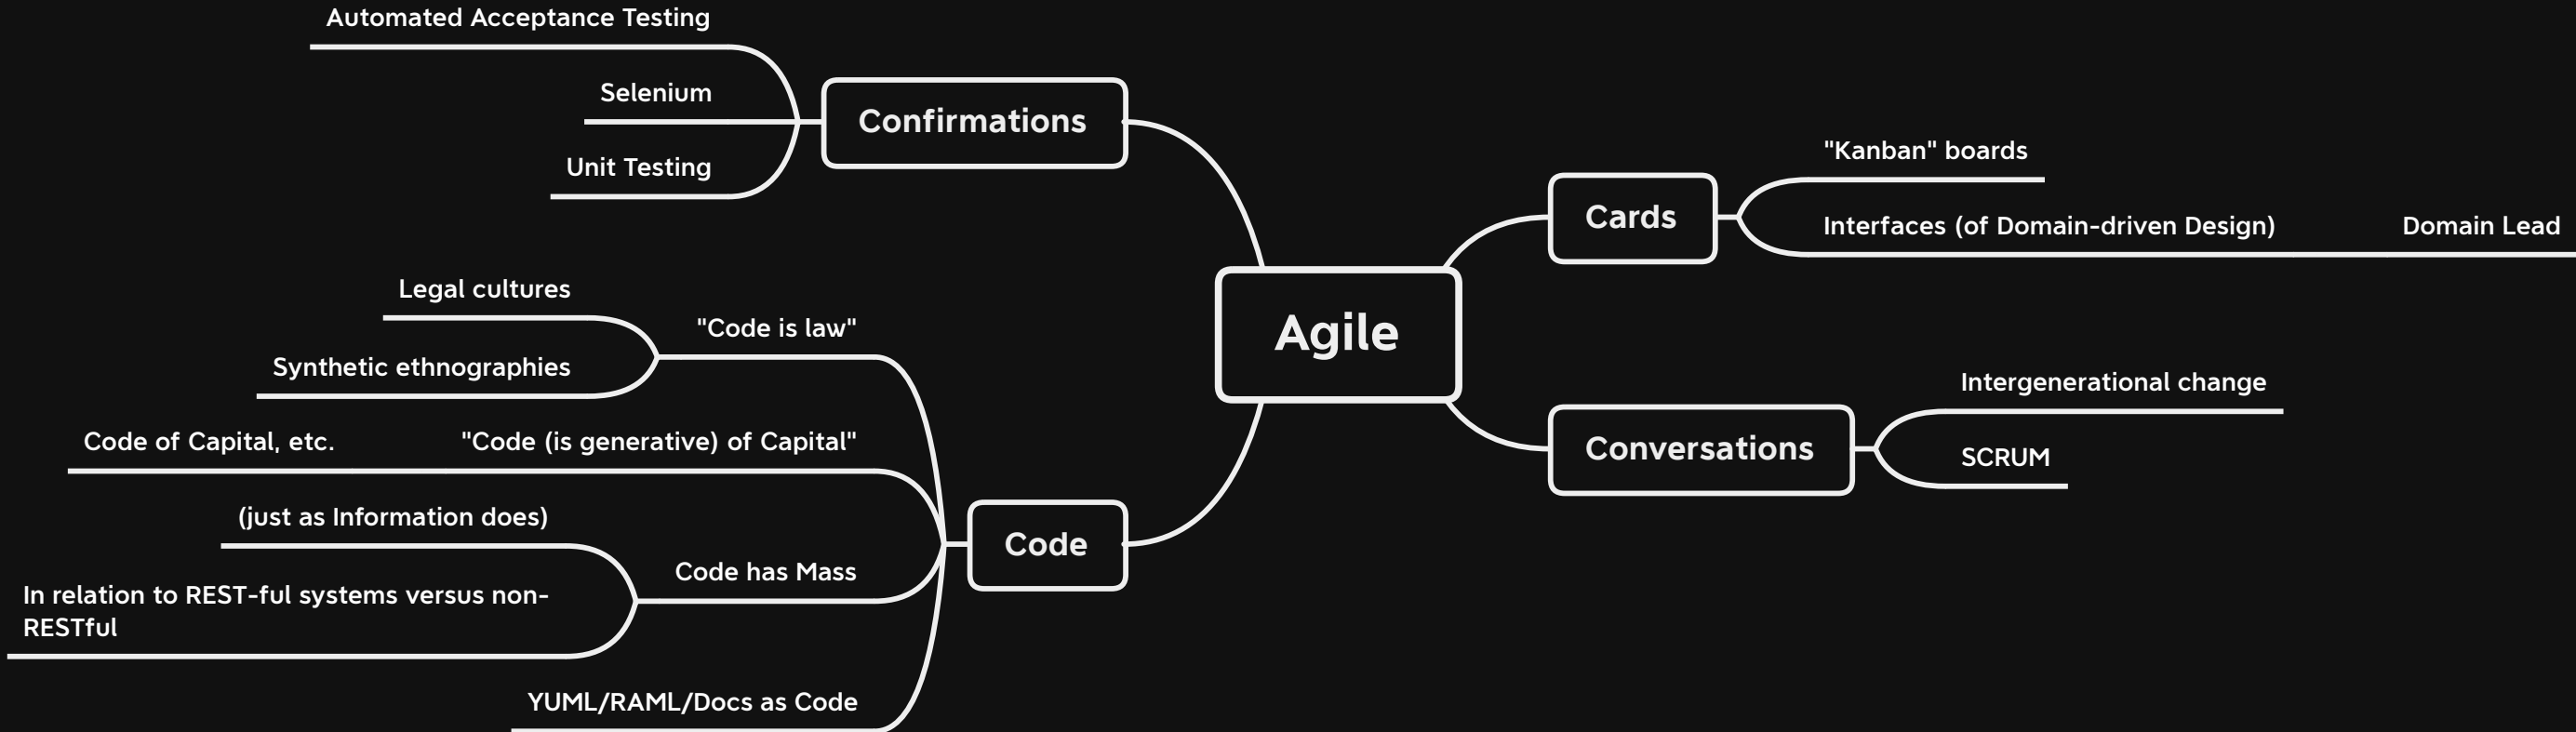 Automated Acceptance Testing
Selenium
Confirmations
Unit Testing
"Kanban" boards
Cards
Interfaces (of Domain-driven Design)
Domain Lead
Agile
Legal cultures
"Code is law"
Synthetic ethnographies
Intergenerational change
Conversations
SCRUM
Code of Capital, etc.
"Code (is generative) of Capital"
(just as Information does)
Code
Code has Mass
In relation to REST-ful systems versus non-
RESTful
YUML/RAML/Docs as Code